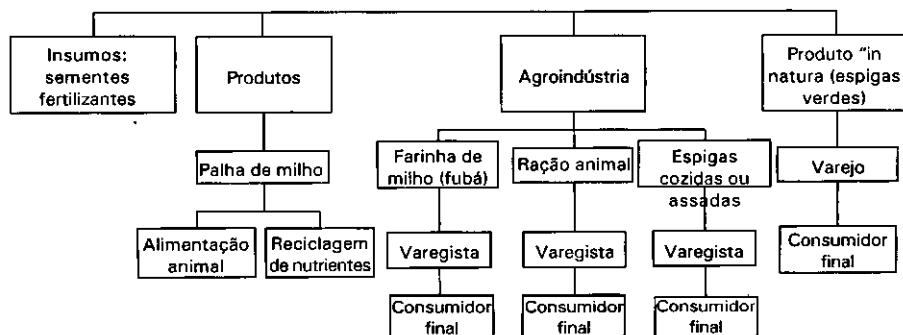 Insumos:
sementes
fertilizantes
Produtos
Agroindústria
Produto "in
natura (espigas
verdes)
Palha de milho
Farinha de
milho (fubá)
Ração animal
Espigas
cozidas ou
assadas
Varejo
Alimentação
animal
Reciclagem
de nutrientes
Varegista
Varegista
Varegista
Consumidor
final
Consumidor
final
Consumidor
final
Consumidor
final